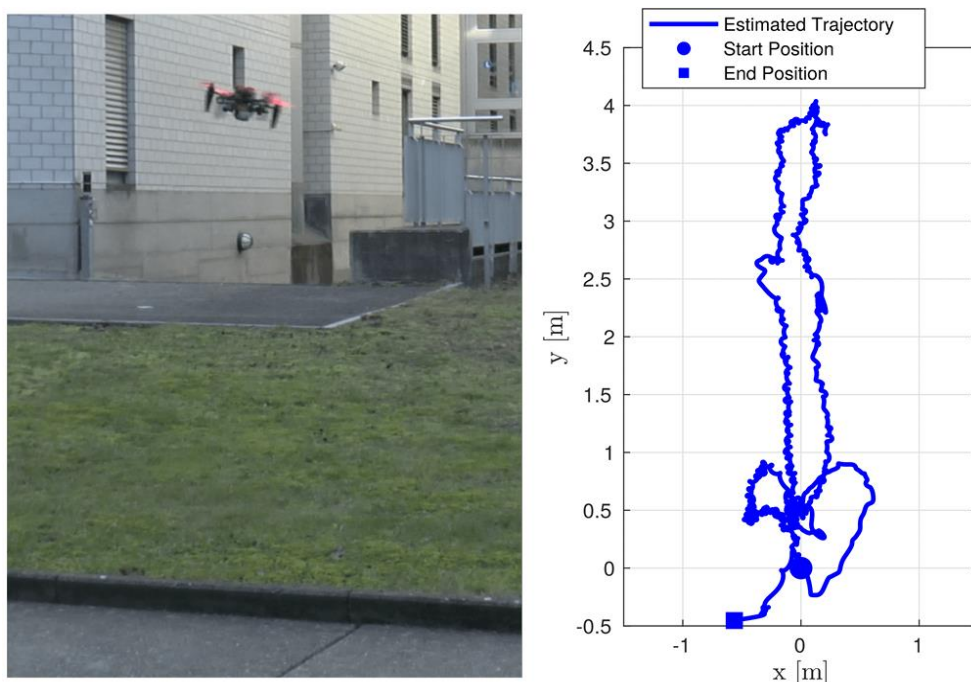 Estimated Trajectory
Start Position
End Position
4.5
4
3.5
3
2.5
2
1.5
1
0.5
0
-0.5
y [m]
-1
0
1
x [m]